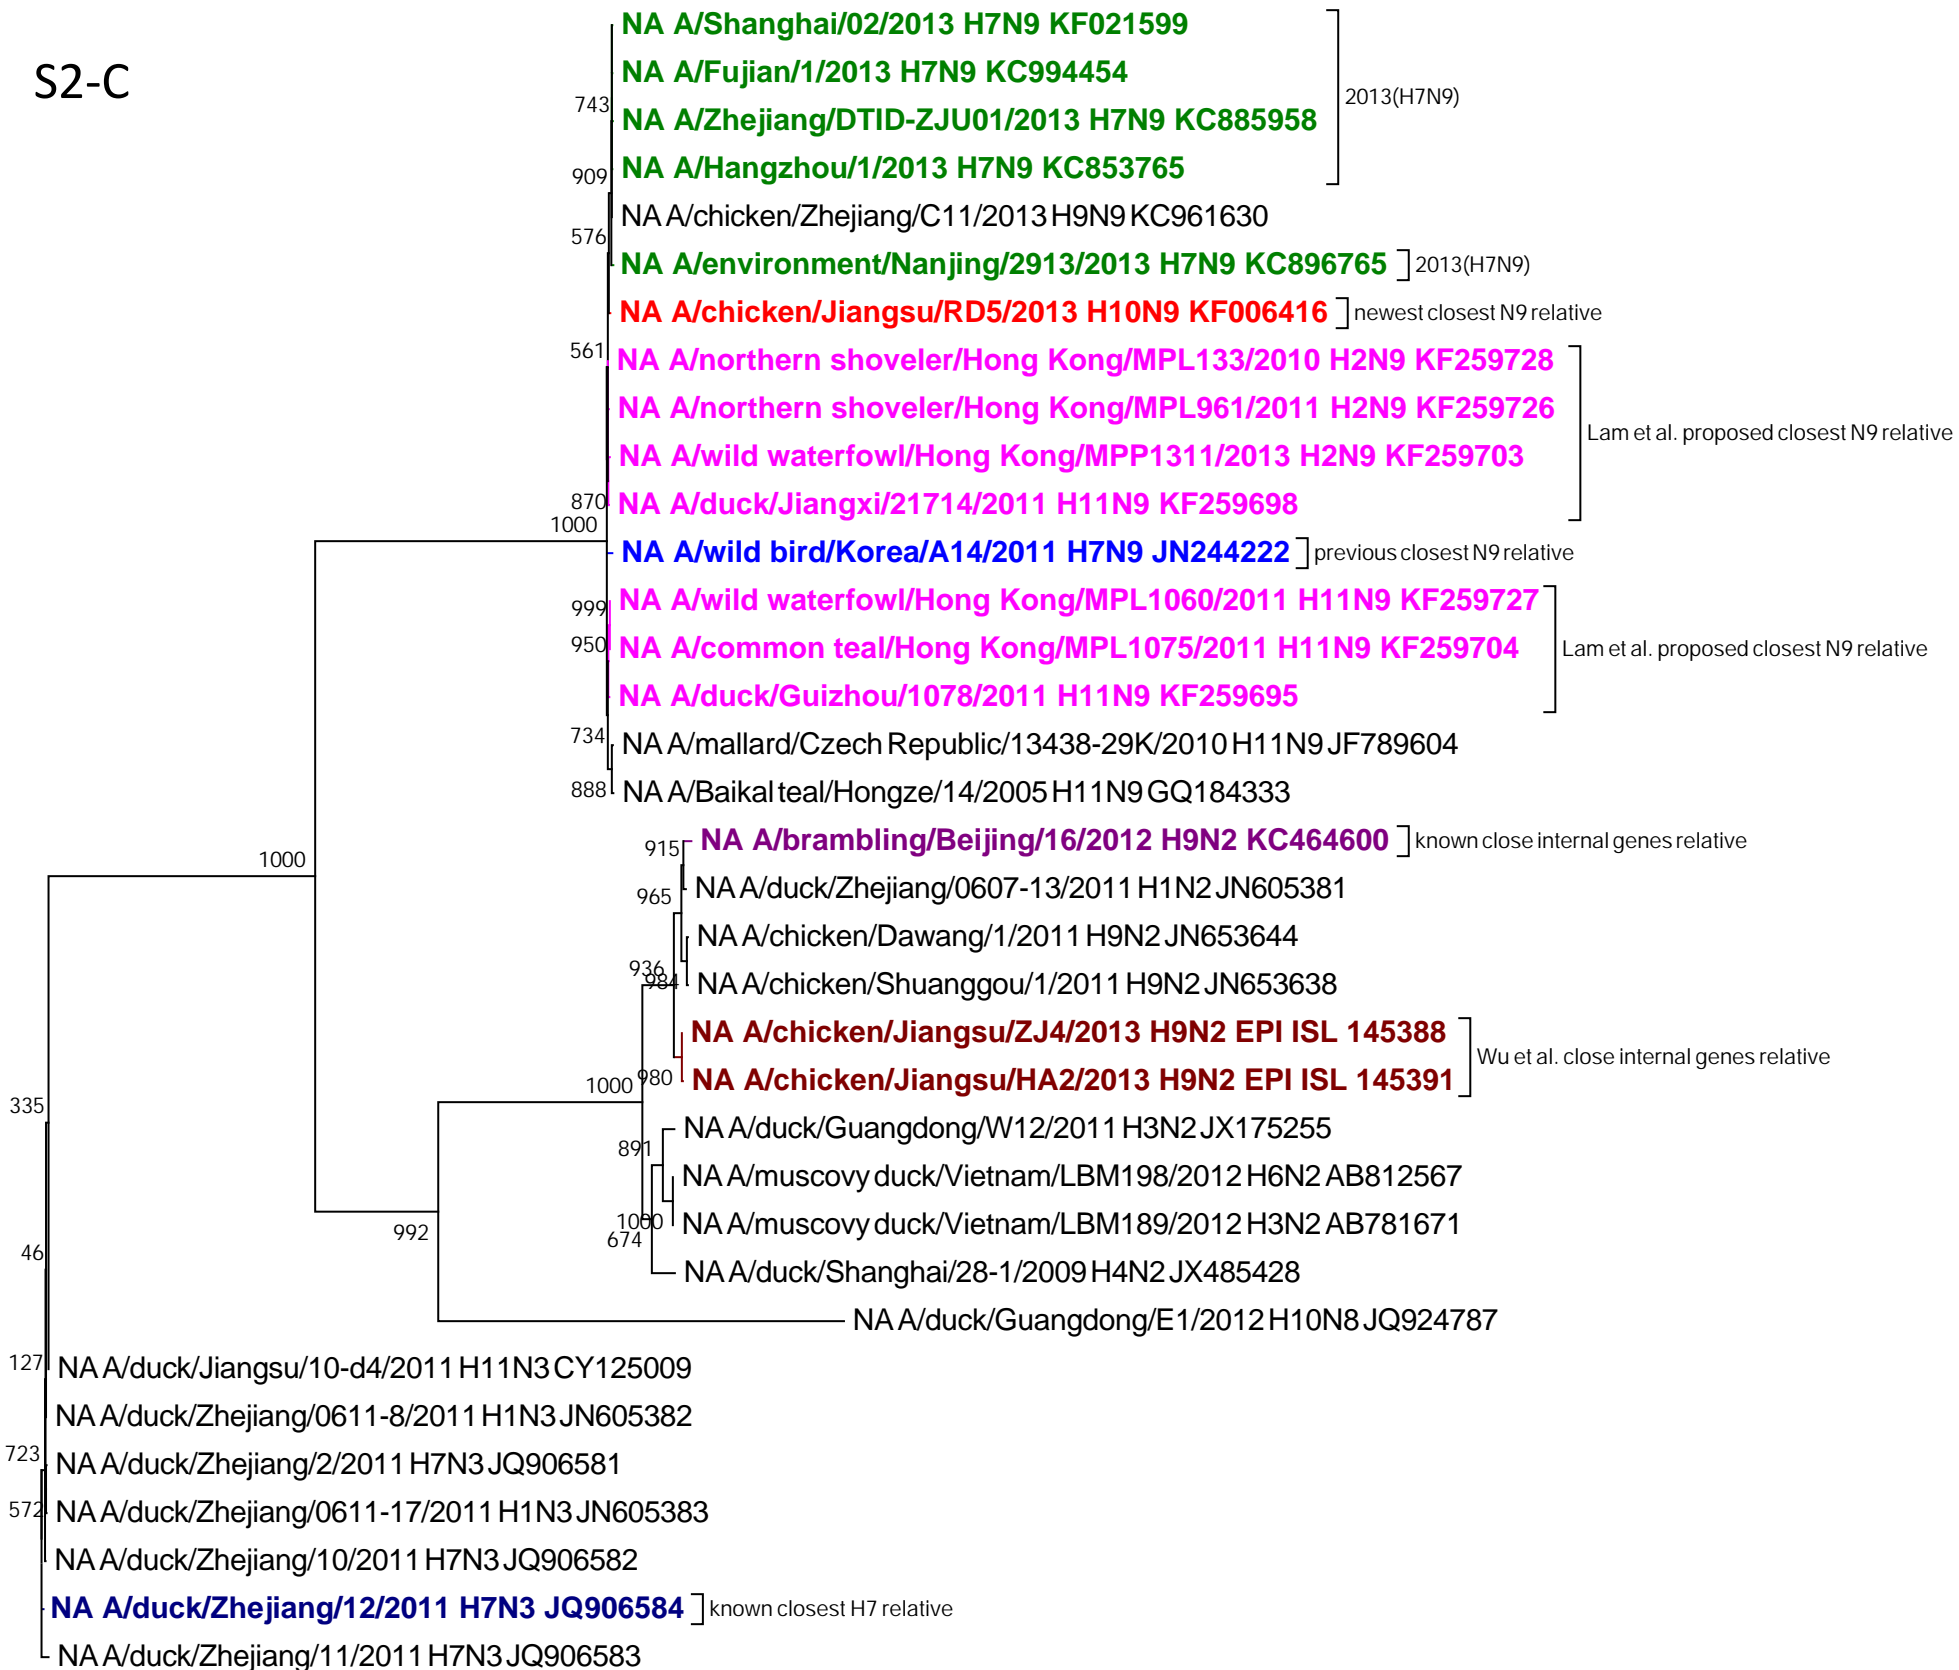 S2-C
NA A/Shanghai/02/2013 H7N9 KF021599
NA A/Fujian/1/2013 H7N9 KC994454
743
2013(H7N9)
NA A/Zhejiang/DTID-ZJU01/2013 H7N9 KC885958
NA A/Hangzhou/1/2013 H7N9 KC853765
909
NA A/chicken/Zhejiang/C11/2013 H9N9 KC961630
576
NA A/environment/Nanjing/2913/2013 H7N9 KC896765 2013(H7N9)
NA A/chicken/Jiangsu/RD5/2013 H10N9 KF006416 newest closest N9 relative
561
NA A/northern shoveler/Hong Kong/MPL133/2010 H2N9 KF259728
NA A/northern shoveler/Hong Kong/MPL961/2011 H2N9 KF259726
Lam et al. proposed closest N9 relative
NA A/wild waterfowl/Hong Kong/MPP1311/2013 H2N9 KF259703
870
NA A/duck/Jiangxi/21714/2011 H11N9 KF259698
1000
NA A/wild bird/Korea/A14/2011 H7N9 JN244222 previous closest N9 relative
999
NA A/wild waterfowl/Hong Kong/MPL1060/2011 H11N9 KF259727
950
NA A/common teal/Hong Kong/MPL1075/2011 H11N9 KF259704
Lam et al. proposed closest N9 relative
NA A/duck/Guizhou/1078/2011 H11N9 KF259695
734
NA A/mallard/Czech Republic/13438-29K/2010 H11N9 JF789604
888
NA A/Baikal teal/Hongze/14/2005 H11N9 GQ184333
915
NA A/brambling/Beijing/16/2012 H9N2 KC464600 known close internal genes relative
1000
965
NA A/duck/Zhejiang/0607-13/2011 H1N2 JN605381
NA A/chicken/Dawang/1/2011 H9N2 JN653644
936
984
NA A/chicken/Shuanggou/1/2011 H9N2 JN653638
NA A/chicken/Jiangsu/ZJ4/2013 H9N2 EPI ISL 145388
Wu et al. close internal genes relative
980
NA A/chicken/Jiangsu/HA2/2013 H9N2 EPI ISL 145391
1000
335
NA A/duck/Guangdong/W12/2011 H3N2 JX175255
891
NA A/muscovy duck/Vietnam/LBM198/2012 H6N2 AB812567
1000
NA A/muscovy duck/Vietnam/LBM189/2012 H3N2 AB781671
992
674
46
NA A/duck/Shanghai/28-1/2009 H4N2 JX485428
NA A/duck/Guangdong/E1/2012 H10N8 JQ924787
127
NA A/duck/Jiangsu/10-d4/2011 H11N3 CY125009
NA A/duck/Zhejiang/0611-8/2011 H1N3 JN605382
723
NA A/duck/Zhejiang/2/2011 H7N3 JQ906581
572
NA A/duck/Zhejiang/0611-17/2011 H1N3 JN605383
NA A/duck/Zhejiang/10/2011 H7N3 JQ906582
NA A/duck/Zhejiang/12/2011 H7N3 JQ906584 known closest H7 relative
NA A/duck/Zhejiang/11/2011 H7N3 JQ906583